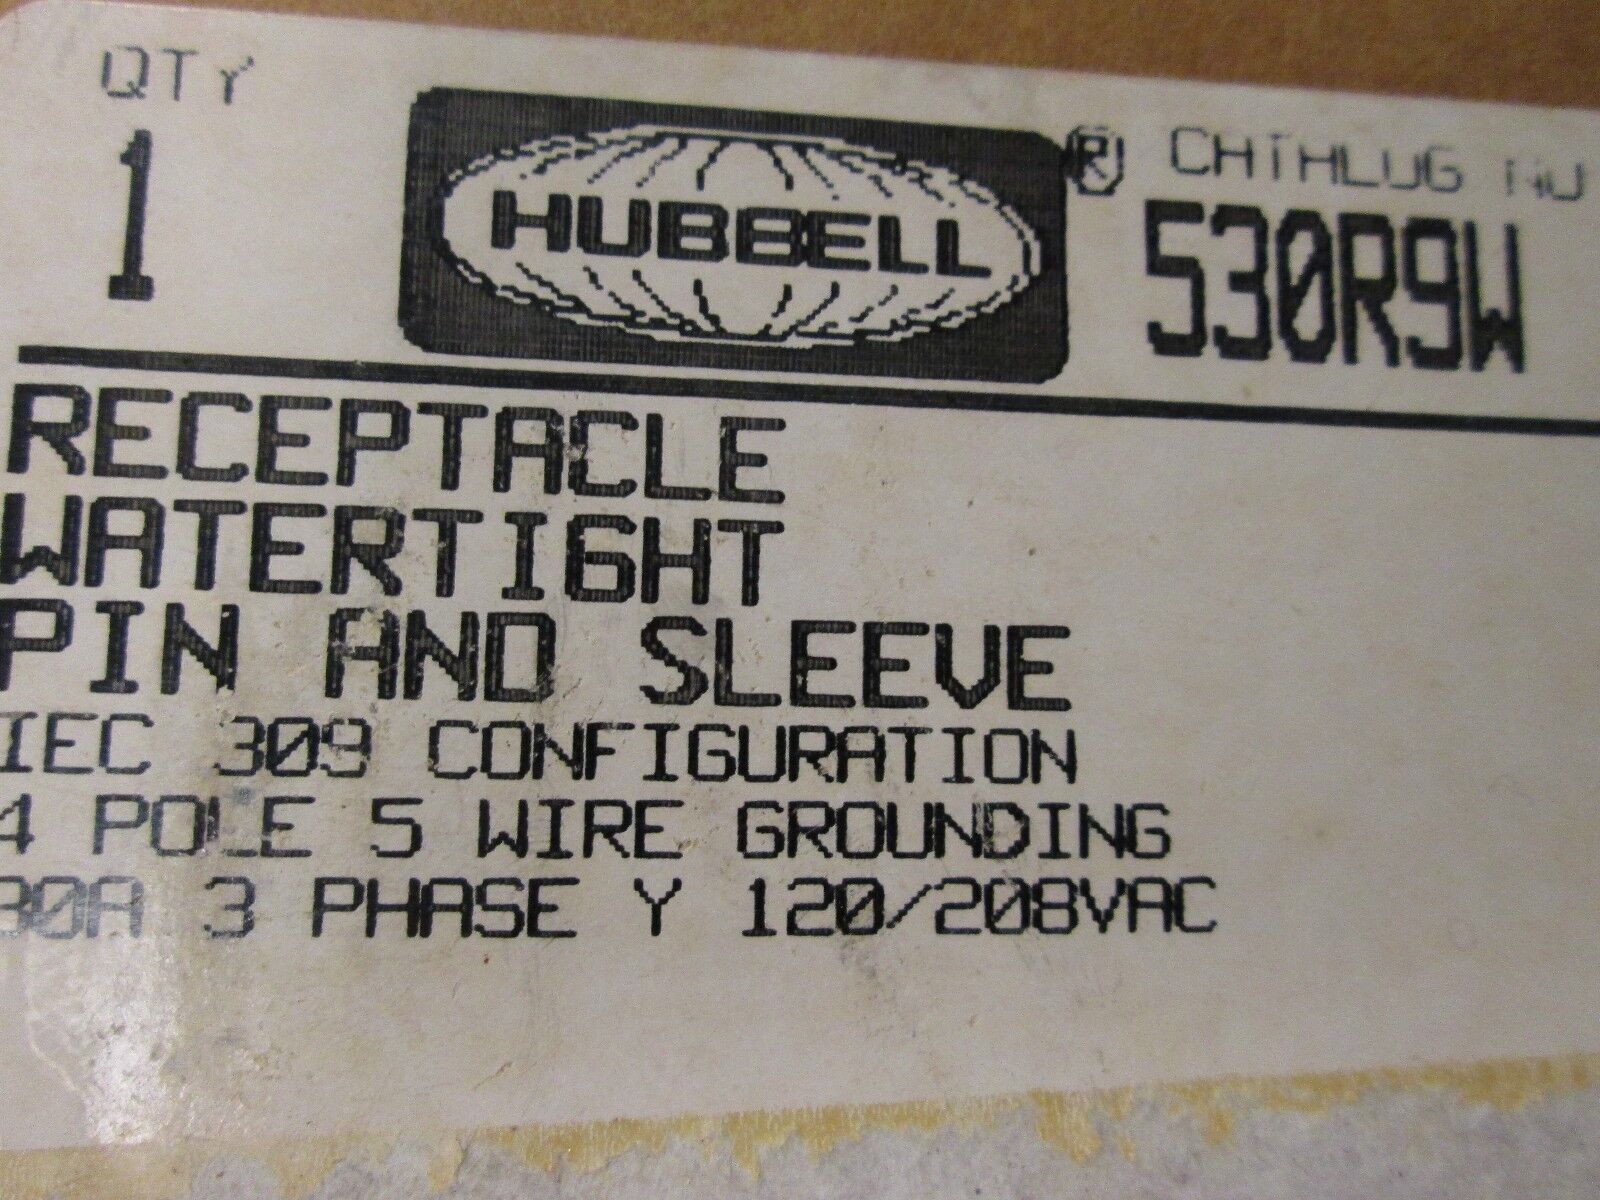 QTY
1
HUBBELL
®
CATALOG NO
530R9W
RECEPTACLE
WATERTIGHT
PIN AND SLEEVE
IEC 309 CONFIGURATION
4 POLE 5 WIRE GROUNDING
30A 3 PHASE Y 120/208VAC